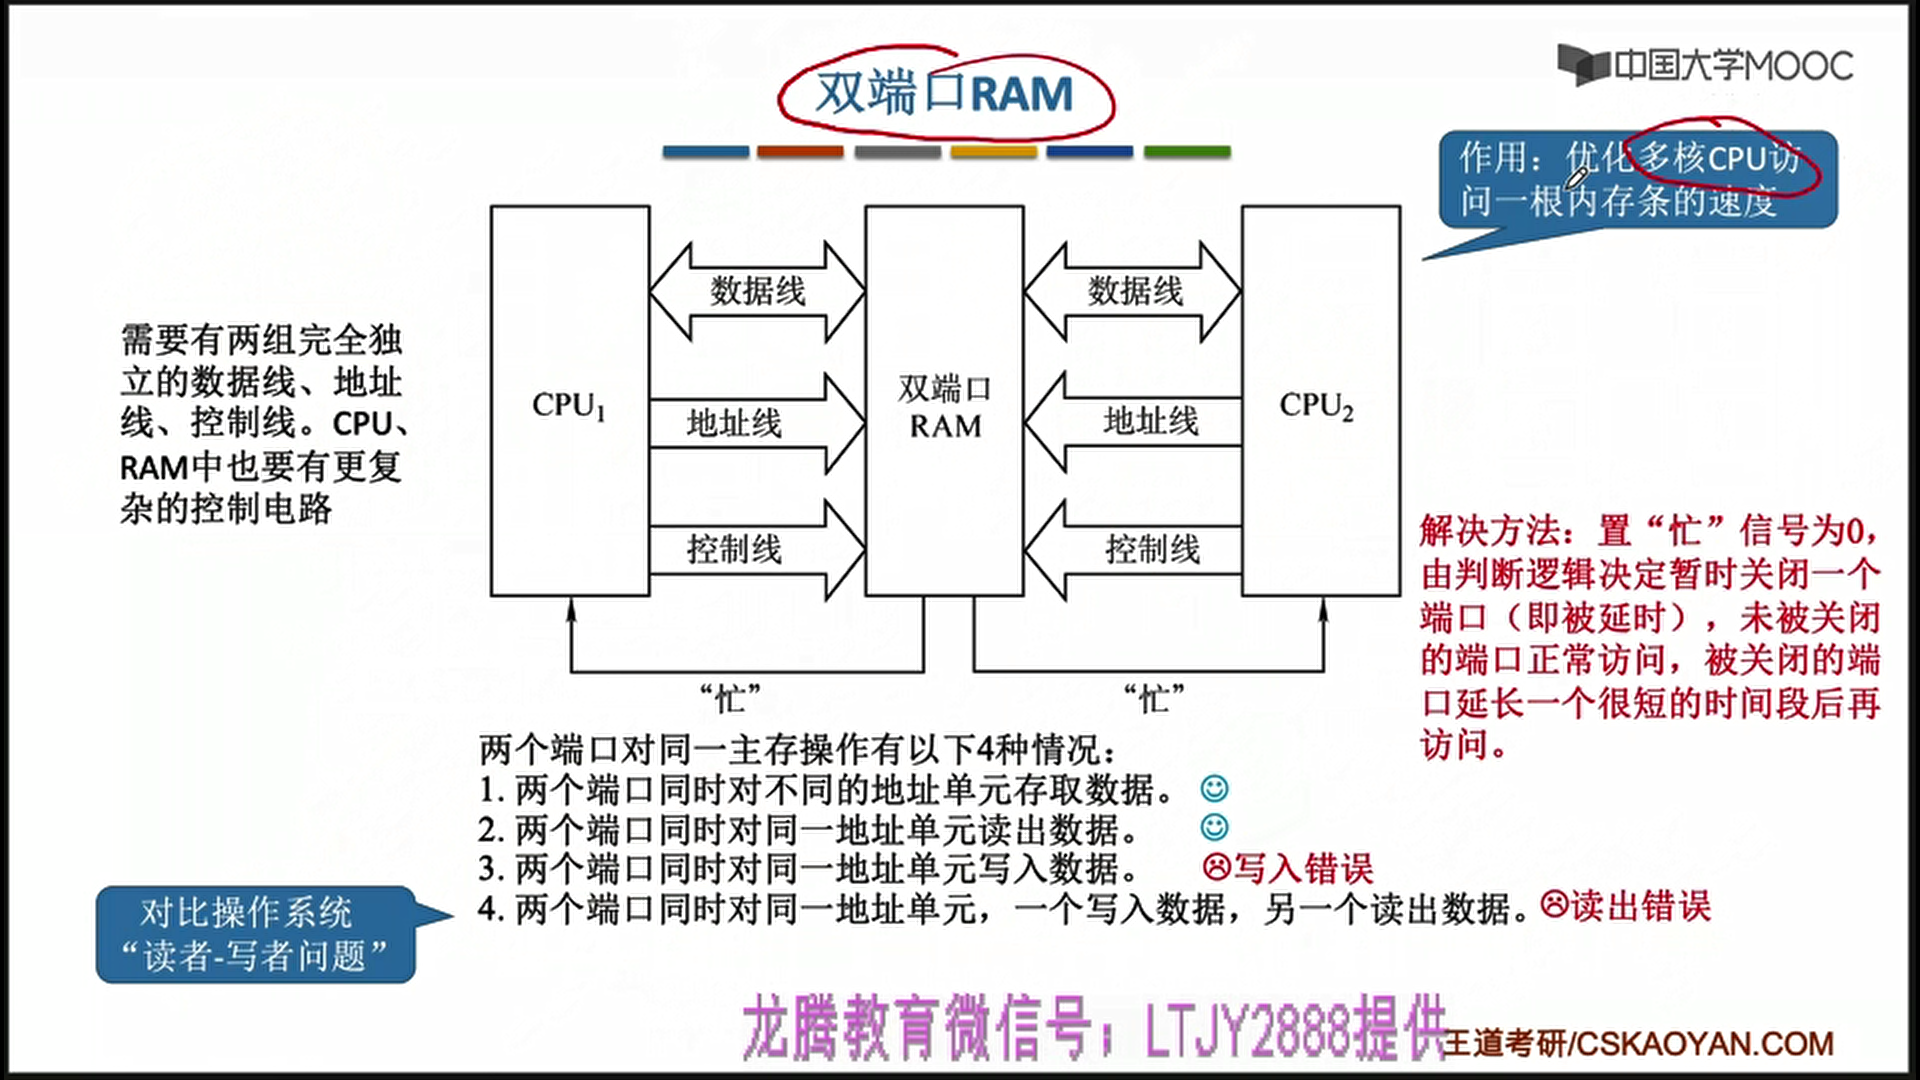 双端口RAM
中国大学MOOC
作用：优化多核CPU访
问一根内存条的速度
需要有两组完全独
立的数据线、地址
线、控制线。CPU、
RAM中也要有更复
杂的控制电路
CPU1
数据线
地址线
控制线
双端口
RAM
数据线
地址线
控制线
CPU2
“忙”
“忙”
解决方法：置“忙”信号为0，
由判断逻辑决定暂时关闭一个
端口（即被延时），未被关闭
的端口正常访问，被关闭的端
口延长一个很短的时间段后再
访问。
两个端口对同一主存操作有以下4种情况：
1. 两个端口同时对不同的地址单元存取数据。
2. 两个端口同时对同一地址单元读出数据。
3. 两个端口同时对同一地址单元写入数据。 写入错误
4. 两个端口同时对同一地址单元，一个写入数据，另一个读出数据。 读出错误
对比操作系统
“读者-写者问题”
龙腾教育微信号：LTJY2888提供
王道考研/CSKAOYAN.COM